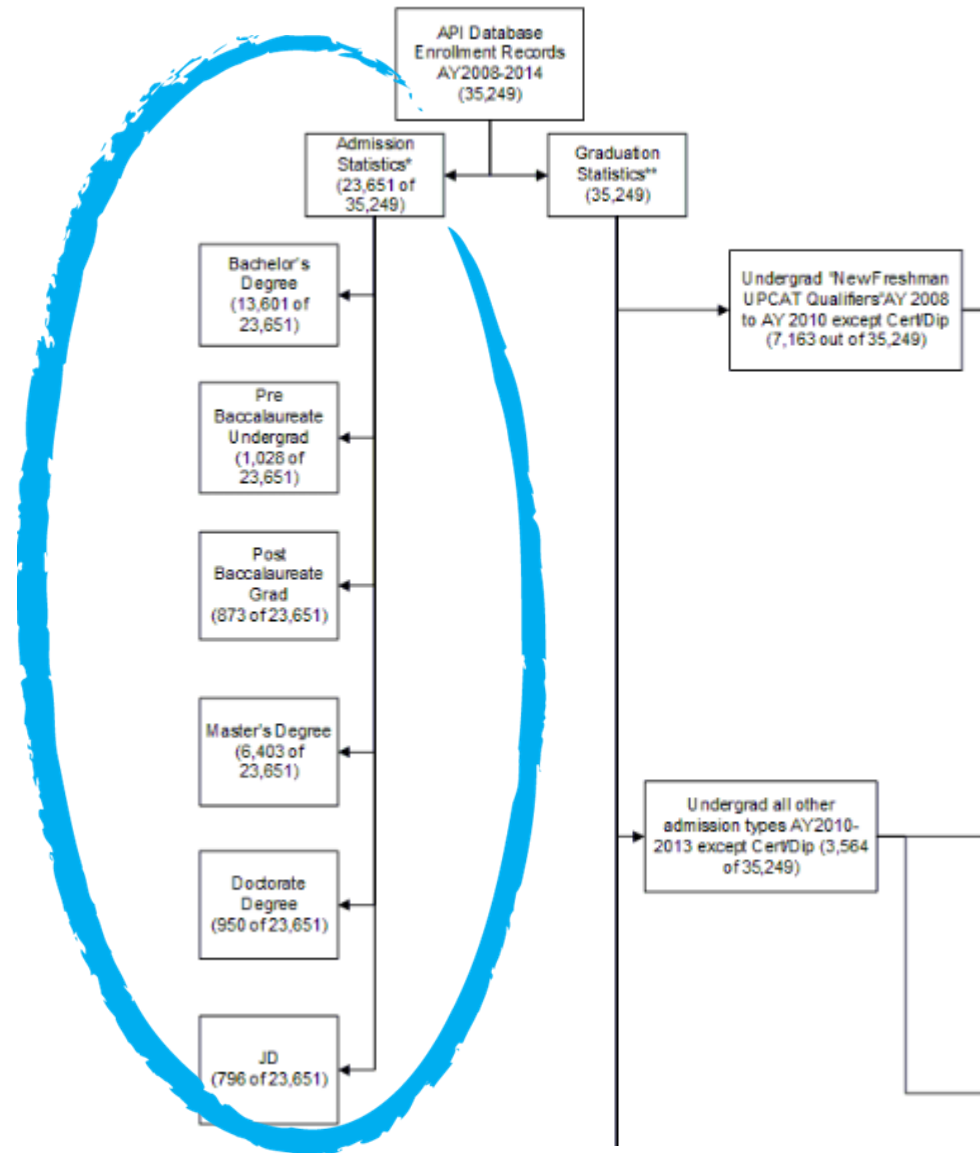 API Database
Enrollment Records
AY2008-2014
(35,249)
Admission
Statistics*
(23,651 of
35,249)
Graduation
Statistics**
(35,249)
Bachelor's
Degree
(13,601 of
23,651)
Undergrad "NewFreshman
UPCAT Qualifiers"AY 2008
to AY 2010 except Cert/Dip
(7,163 out of 35,249)
Pre
Baccalaureate
Undergrad
(1,028 of
23,651)
Post
Baccalaureate
Grad
(873 of 23,651)
Master's Degree
(6,403 of
23,651)
Undergrad all other
admission types AY2010-
2013 except Cert/Dip (3,564
of 35,249)
Doctorate
Degree
(950 of 23,651)
JD
(796 of 23,651)